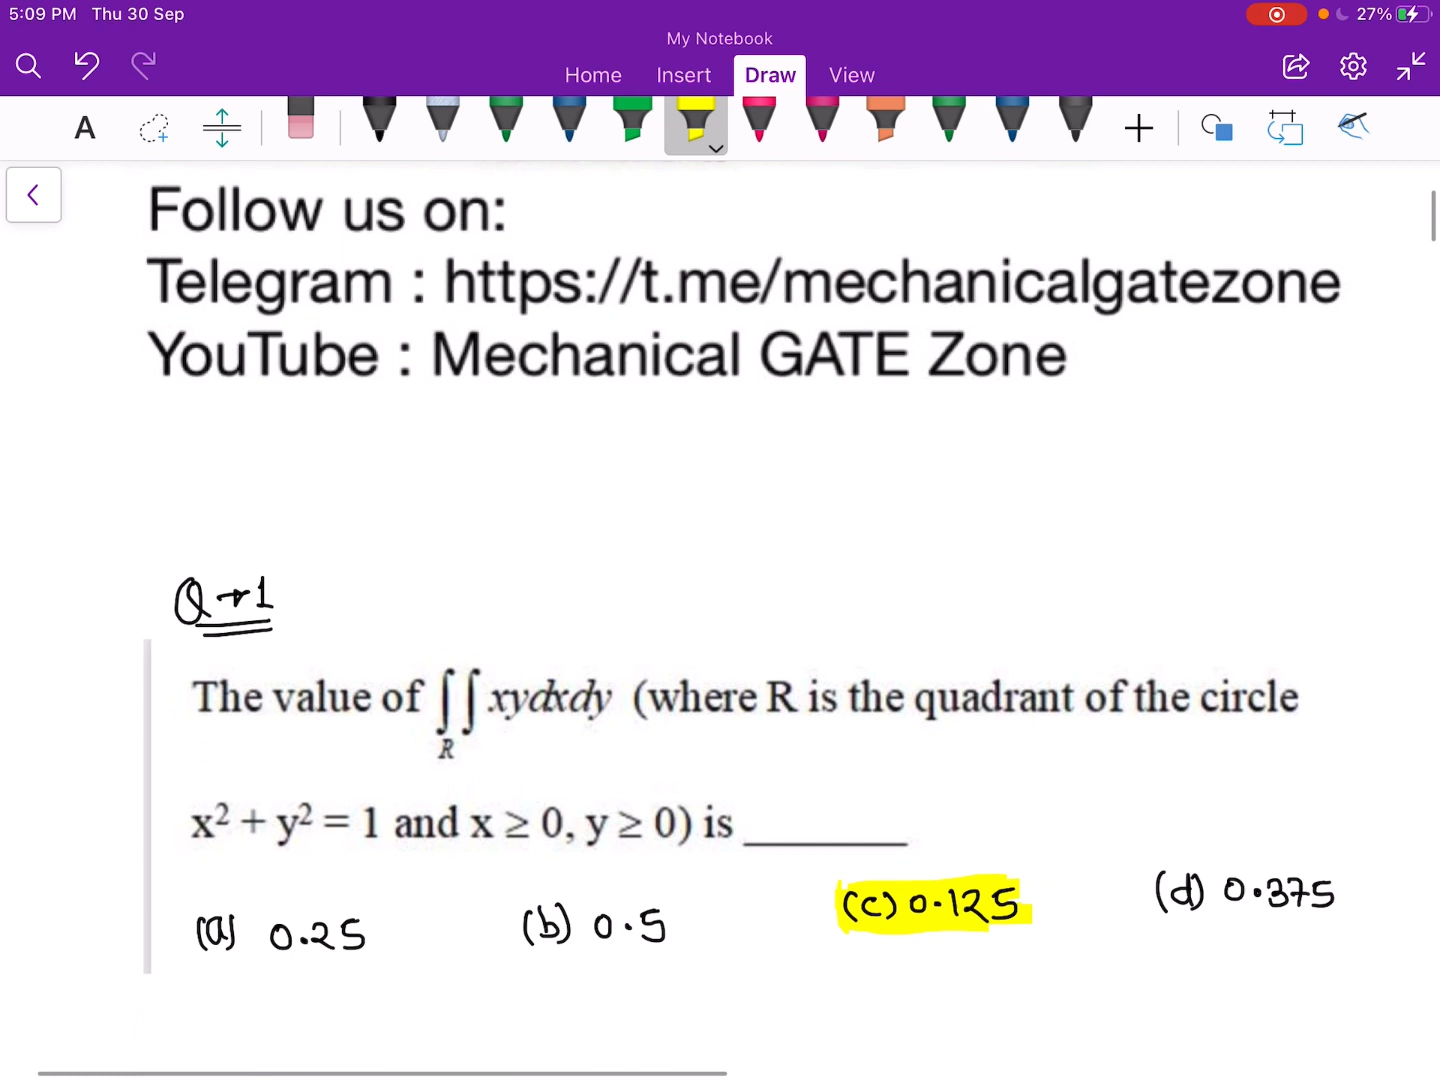 5:09 PM Thu 30 Sep
27%
My Notebook
Home Insert Draw View
A
Follow us on:
Telegram : https://t.me/mechanicalgatezone
YouTube : Mechanical GATE Zone
Q→1
The value of ∫∫ xydxdy (where R is the quadrant of the circle
R
x² + y² = 1 and x ≥ 0, y ≥ 0) is ________
(a) 0.25 (b) 0.5 (c) 0.125 (d) 0.375